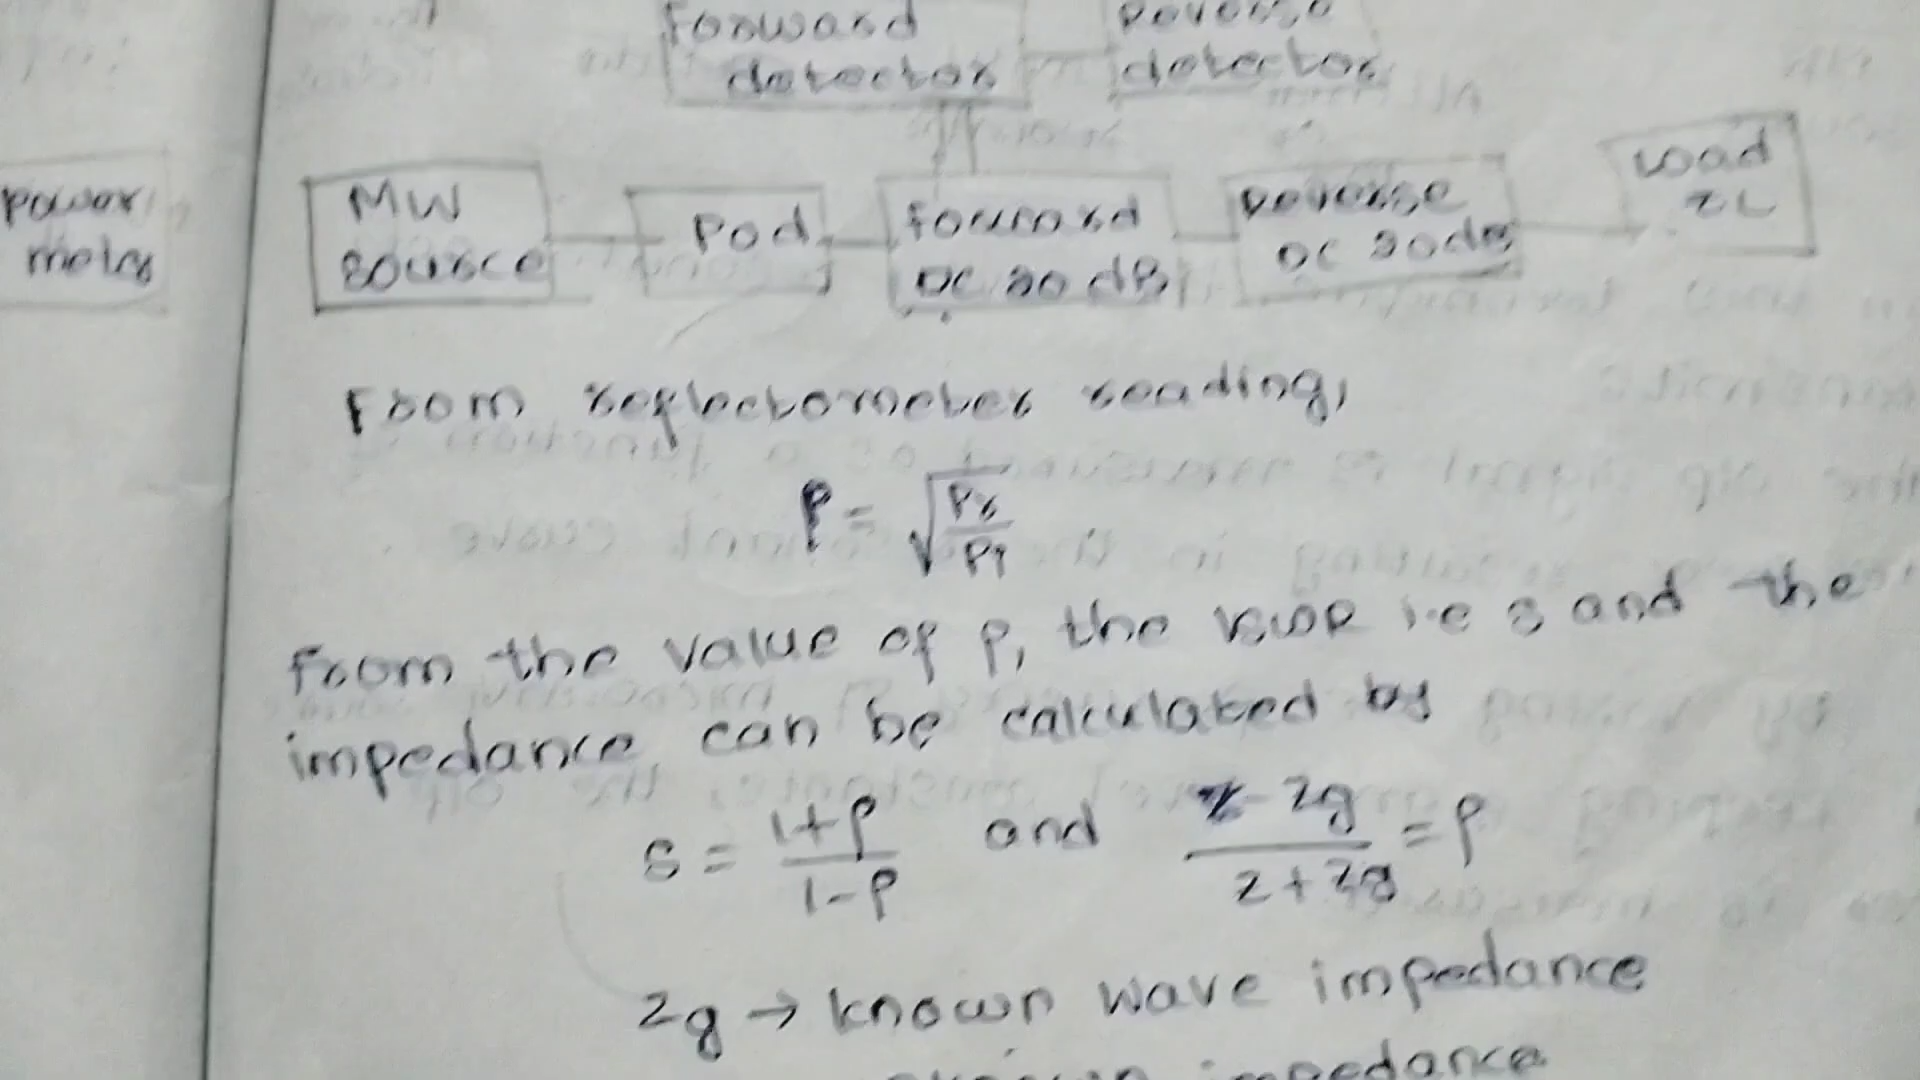 Forward
detector
Reverse
detector
Power
meter
MW
source
Pad
Forward
DC 20 dB
Reverse
DC 20dB
Load
ZL
From reflectometer reading,
ρ = √(Pr/Pi)
From the value of ρ, the VSWR i.e s and the
impedance can be calculated by
S = (1+ρ)/(1-ρ) and (z - zg)/(z + zg) = ρ
zg → known wave impedance
impedance